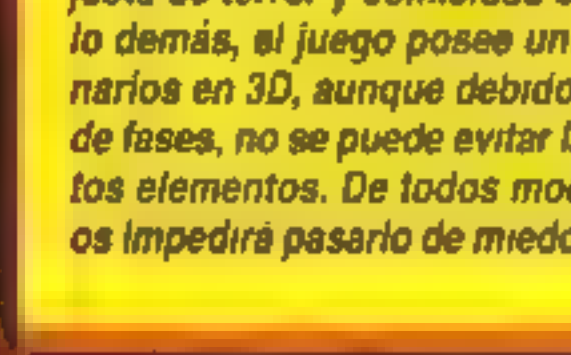 lo demás, el juego posee un
narios en 3D, aunque debido
de fases, no se puede evitar
tos elementos. De todos mo
os impedirá pasarlo de miedo